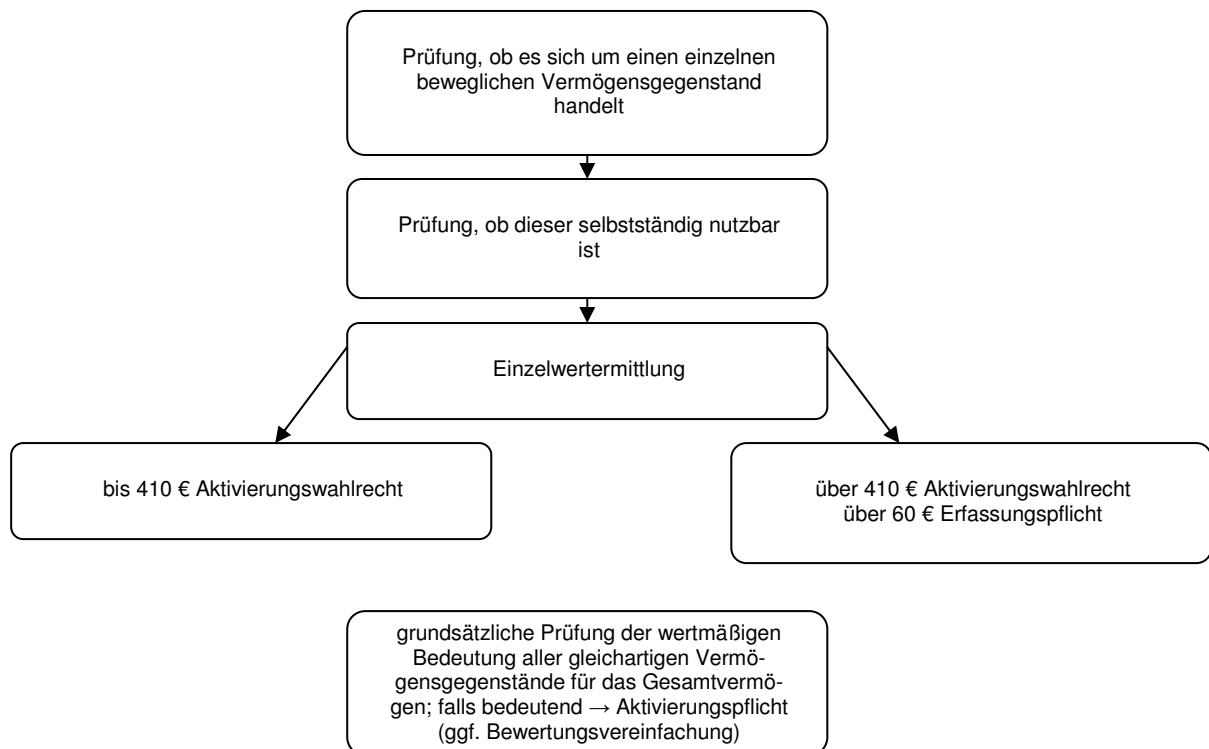 Prüfung, ob es sich um einen einzelnen
beweglichen Vermögensgegenstand
handelt
Prüfung, ob dieser selbstständig nutzbar
ist
Einzelwertermittlung
bis 410 € Aktivierungswahlrecht
über 410 € Aktivierungswahlrecht
über 60 € Erfassungspflicht
grundsätzliche Prüfung der wertmäßigen
Bedeutung aller gleichartigen Vermö-
gensgegenstände für das Gesamtvermö-
gen; falls bedeutend → Aktivierungspflicht
(ggf. Bewertungsvereinfachung)